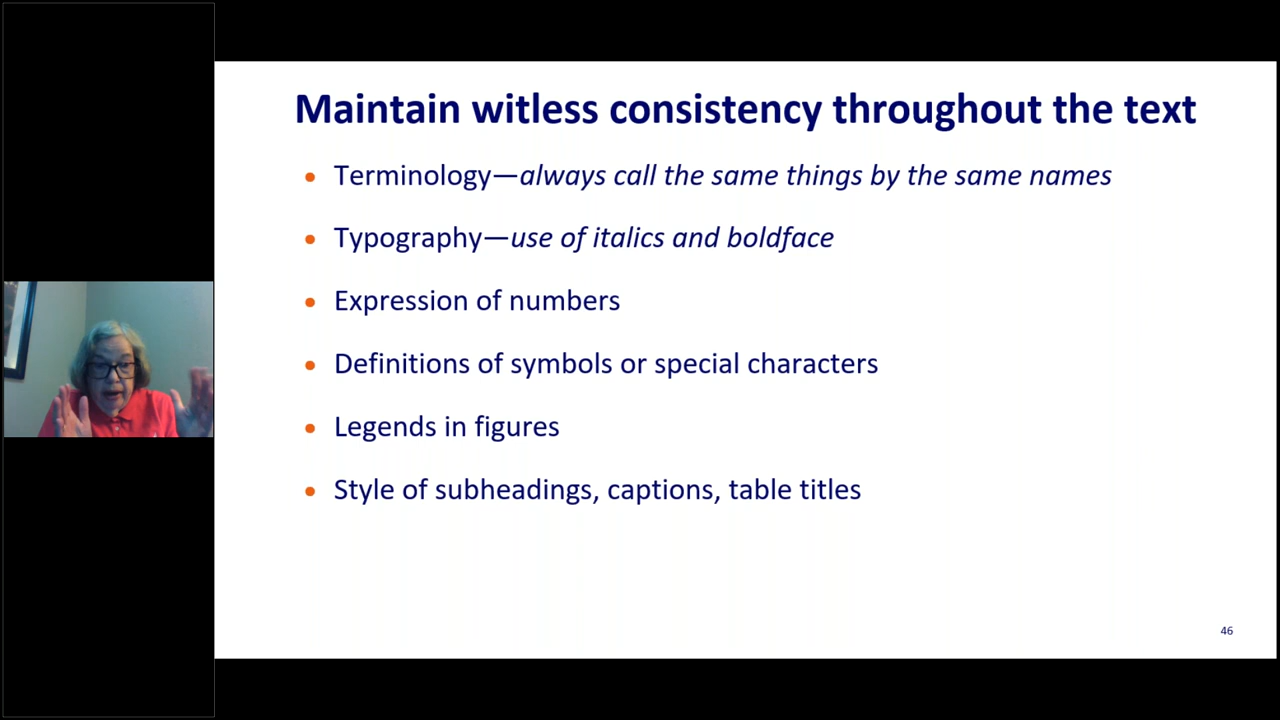 Maintain witless consistency throughout the text
• Terminology—always call the same things by the same names
• Typography—use of italics and boldface
• Expression of numbers
• Definitions of symbols or special characters
• Legends in figures
• Style of subheadings, captions, table titles
46